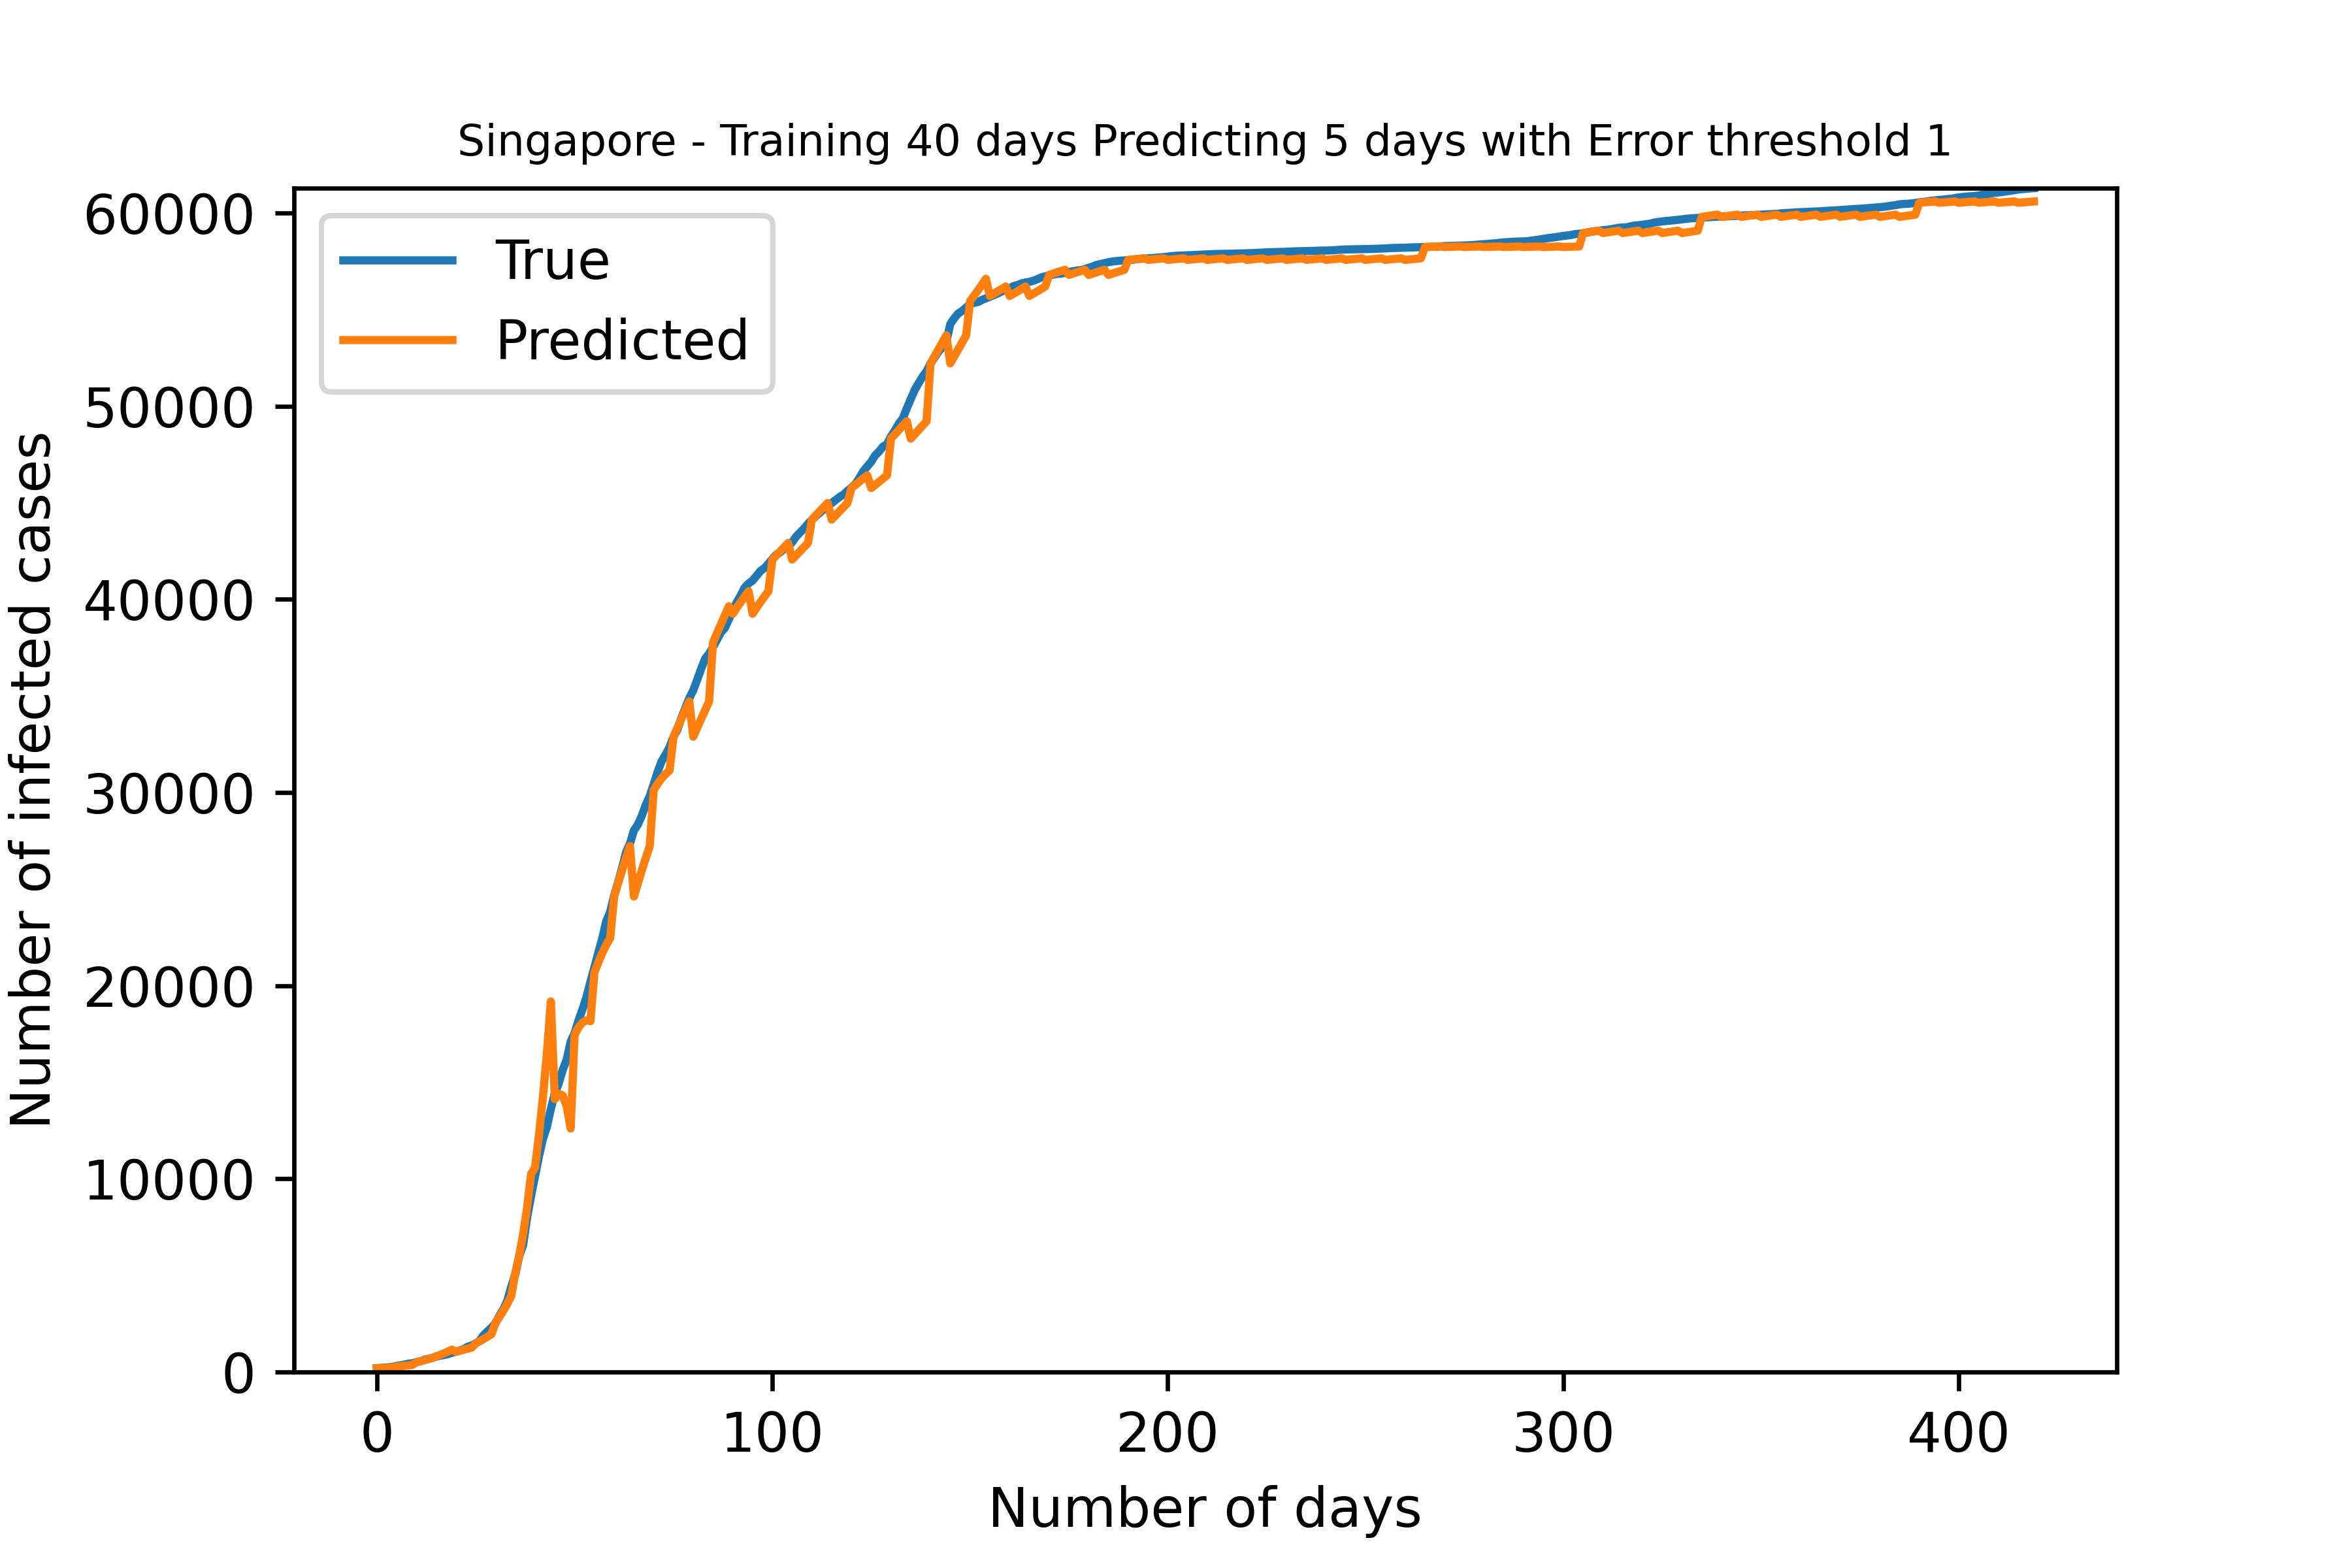 Singapore - Training 40 days Predicting 5 days with Error threshold 1
True
Predicted
60000
50000
40000
30000
20000
10000
0
Number of infected cases
0 100 200 300 400
Number of days